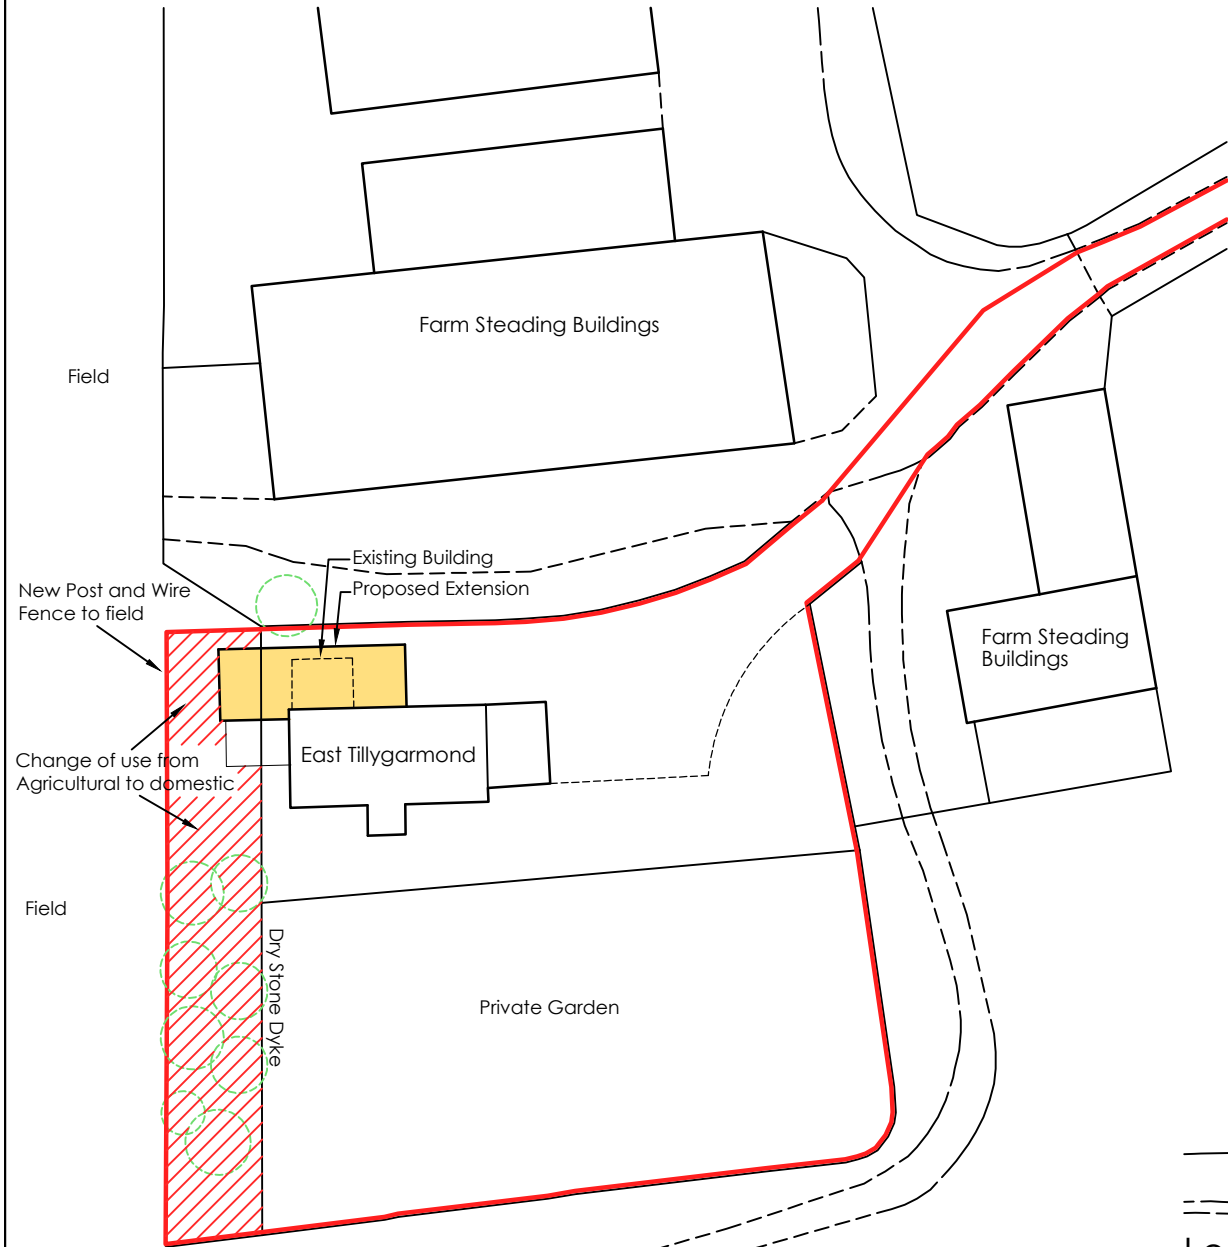 Farm Steading Buildings
Field
Existing Building
Proposed Extension
New Post and Wire
Fence to field
Farm Steading
Buildings
East Tillygarmond
Change of use from
Agricultural to domestic
Field
Dry Stone Dyke
Private Garden